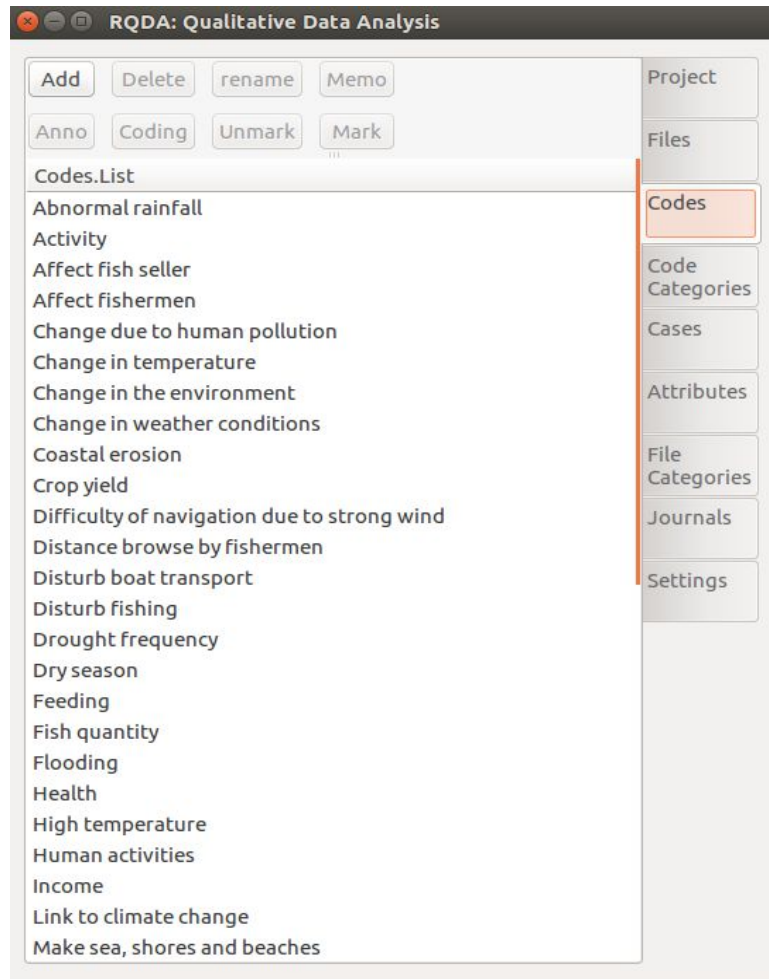 RQDA: Qualitative Data Analysis
Add Delete rename Memo
Anno Coding Unmark Mark
Codes.List
Abnormal rainfall
Activity
Affect fish seller
Affect fishermen
Change due to human pollution
Change in temperature
Change in the environment
Change in weather conditions
Coastal erosion
Crop yield
Difficulty of navigation due to strong wind
Distance browse by fishermen
Disturb boat transport
Disturb fishing
Drought frequency
Dry season
Feeding
Fish quantity
Flooding
Health
High temperature
Human activities
Income
Link to climate change
Make sea, shores and beaches
Project
Files
Codes
Code
Categories
Cases
Attributes
File
Categories
Journals
Settings